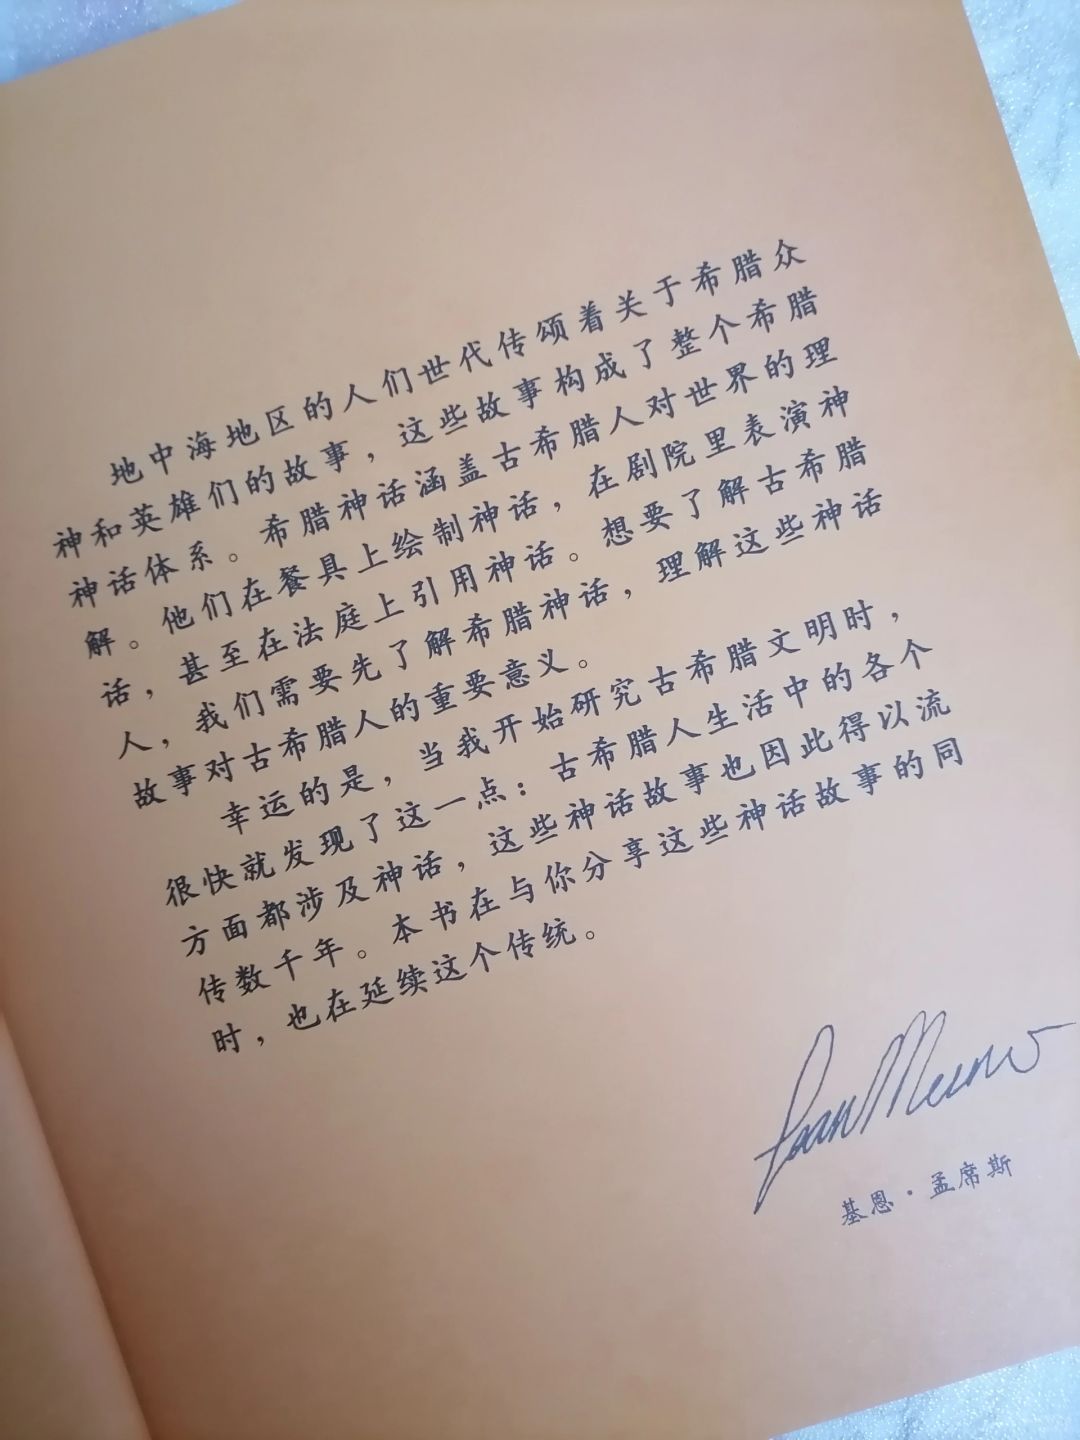 地中海地区的人们世代传颂着关于希腊众
神和英雄们的故事，这些故事构成了整个希腊
神话体系。希腊神话涵盖古希腊人对世界的理
解。他们在餐具上绘制神话，在剧院里表演神
话，甚至在法庭上引用神话。想要了解古希腊
人，我们需要先了解希腊神话，理解这些神话
故事对古希腊人的重要意义。
幸运的是，当我开始研究古希腊文明时，
很快就发现了这一点：古希腊人生活中的各个
方面都涉及神话，这些神话故事也因此得以流
传数千年。本书在与你分享这些神话故事的同
时，也在延续这个传统。
基恩·孟席斯